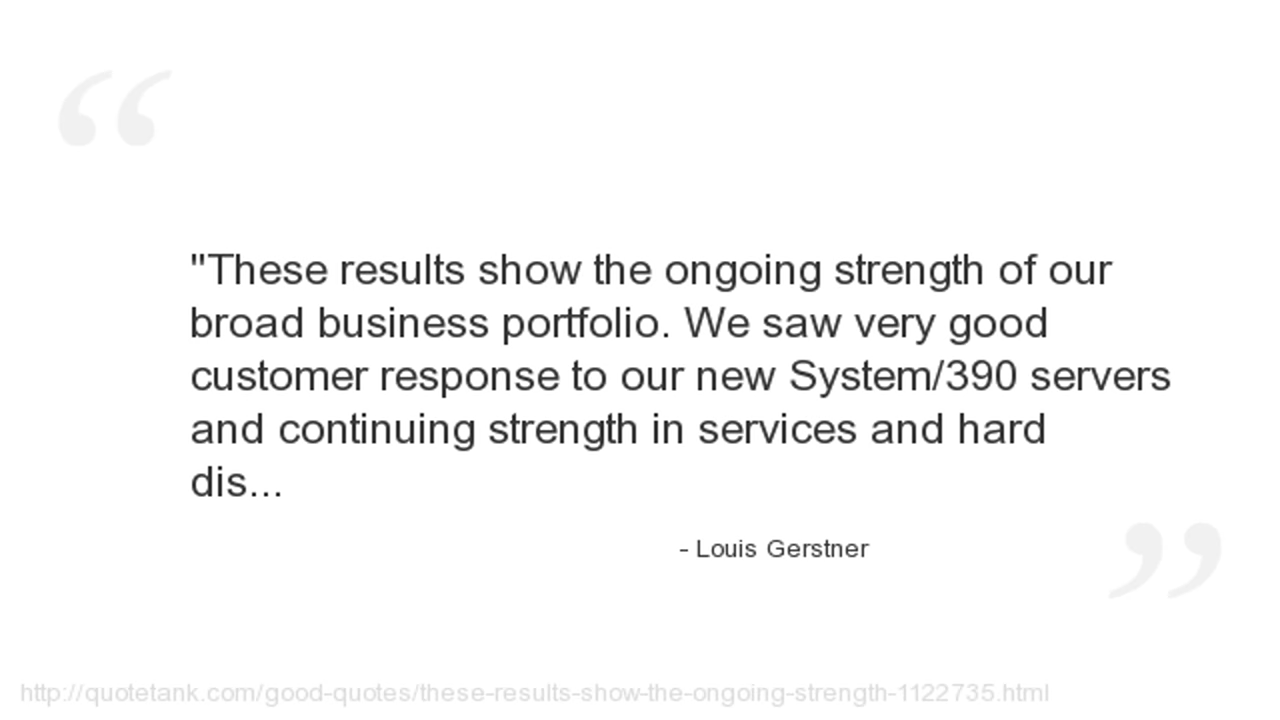 "These results show the ongoing strength of our
broad business portfolio. We saw very good
customer response to our new System/390 servers
and continuing strength in services and hard
dis...
- Louis Gerstner
http://quotetank.com/good-quotes/these-results-show-the-ongoing-strength-1122735.html